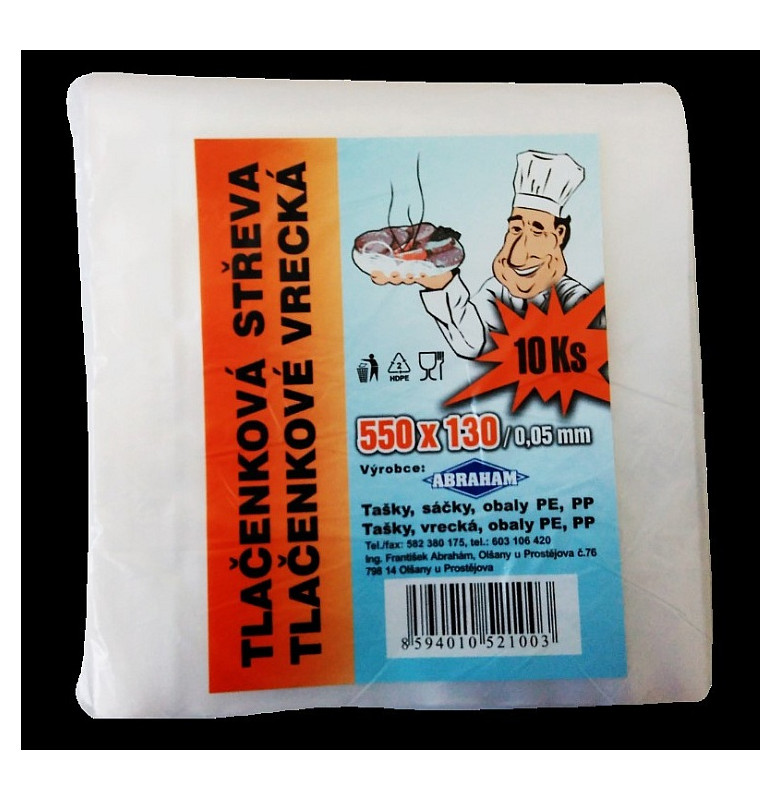 TLAČENKOVÁ STŘEVA
TLAČENKOVÉ VRECKÁ
10 Ks
2
HDPE
550 x 130 / 0,05 mm
Výrobce: ABRAHAM
Tašky, sáčky, obaly PE, PP
Tašky, vrecká, obaly PE, PP
Tel./fax: 582 380 175, tel.: 603 106 420
Ing. František Abrahám, Olšany u Prostějova č.76
798 14 Olšany u Prostějova
8 594010 521003